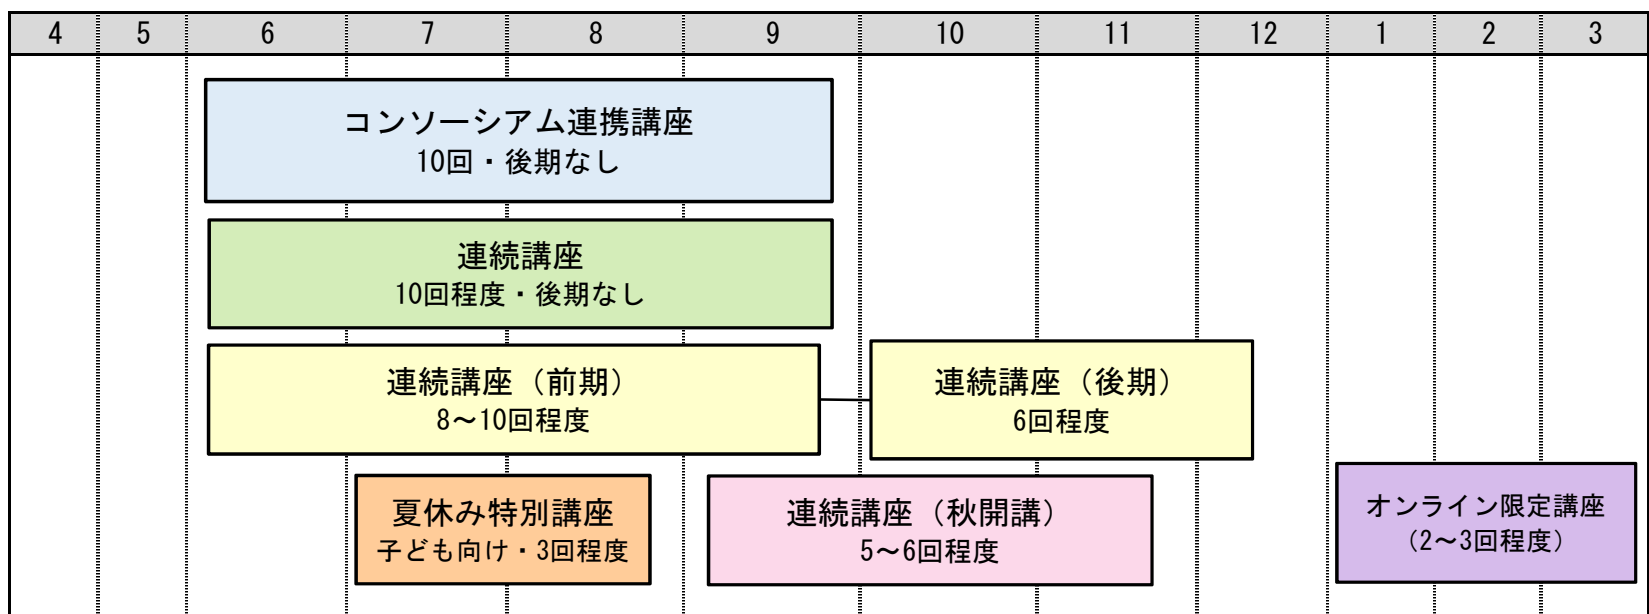 4 5 6 7 8 9 10 11 12 1 2 3
コンソーシアム連携講座
10回・後期なし
連続講座
10回程度・後期なし
連続講座（前期）
8～10回程度
連続講座（後期）
6回程度
夏休み特別講座
子ども向け・3回程度
連続講座（秋開講）
5～6回程度
オンライン限定講座
（2～3回程度）